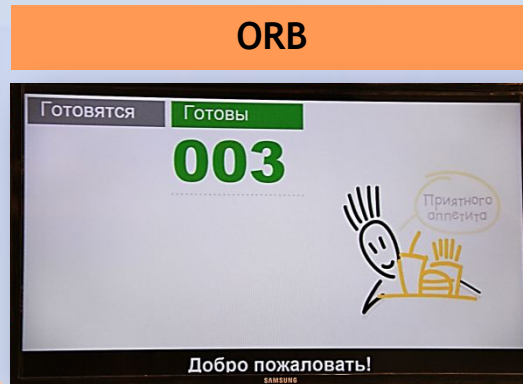 ORB
Готовятся
Готовы
003
Приятного
аппетита
Добро пожаловать!
SAMSUNG